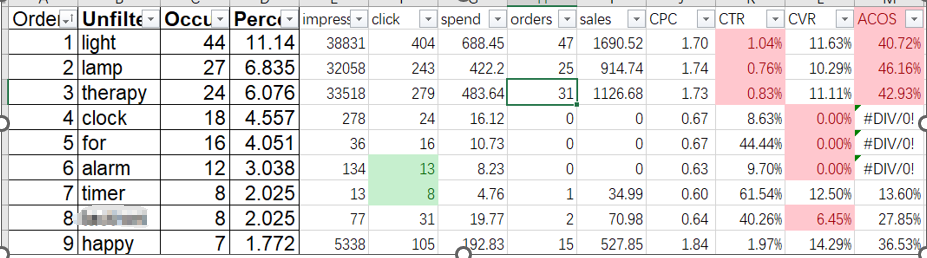 Order Unfilte Occu Perce impress click spend orders sales CPC CTR CVR ACOS
1 light 44 11.14 38831 404 688.45 47 1690.52 1.70 1.04% 11.63% 40.72%
2 lamp 27 6.835 32058 243 422.2 25 914.74 1.74 0.76% 10.29% 46.16%
3 therapy 24 6.076 33518 279 483.64 31 1126.68 1.73 0.83% 11.11% 42.93%
4 clock 18 4.557 278 24 16.12 0 0 0.67 8.63% 0.00% #DIV/0!
5 for 16 4.051 36 16 10.73 0 0 0.67 44.44% 0.00% #DIV/0!
6 alarm 12 3.038 134 13 8.23 0 0 0.63 9.70% 0.00% #DIV/0!
7 timer 8 2.025 13 8 4.76 1 34.99 0.60 61.54% 12.50% 13.60%
8 8 2.025 77 31 19.77 2 70.98 0.64 40.26% 6.45% 27.85%
9 happy 7 1.772 5338 105 192.83 15 527.85 1.84 1.97% 14.29% 36.53%